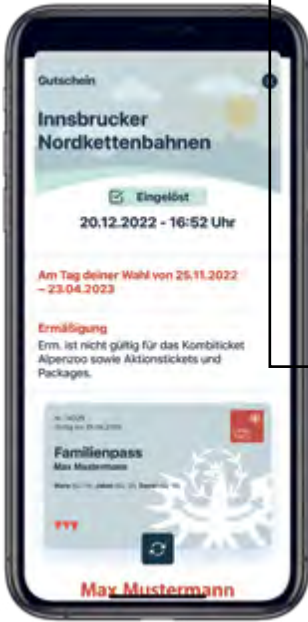 Gutschein
Innsbrucker
Nordkettenbahnen
Eingelöst
20.12.2022 - 16:52 Uhr
Am Tag deiner Wahl von 25.11.2022
– 23.04.2023
Ermäßigung
Erm. ist nicht gültig für das Kombiticket
Alpenzoo sowie Aktionstickets und
Packages.
Familienpass
Max Mustermann
Max Mustermann